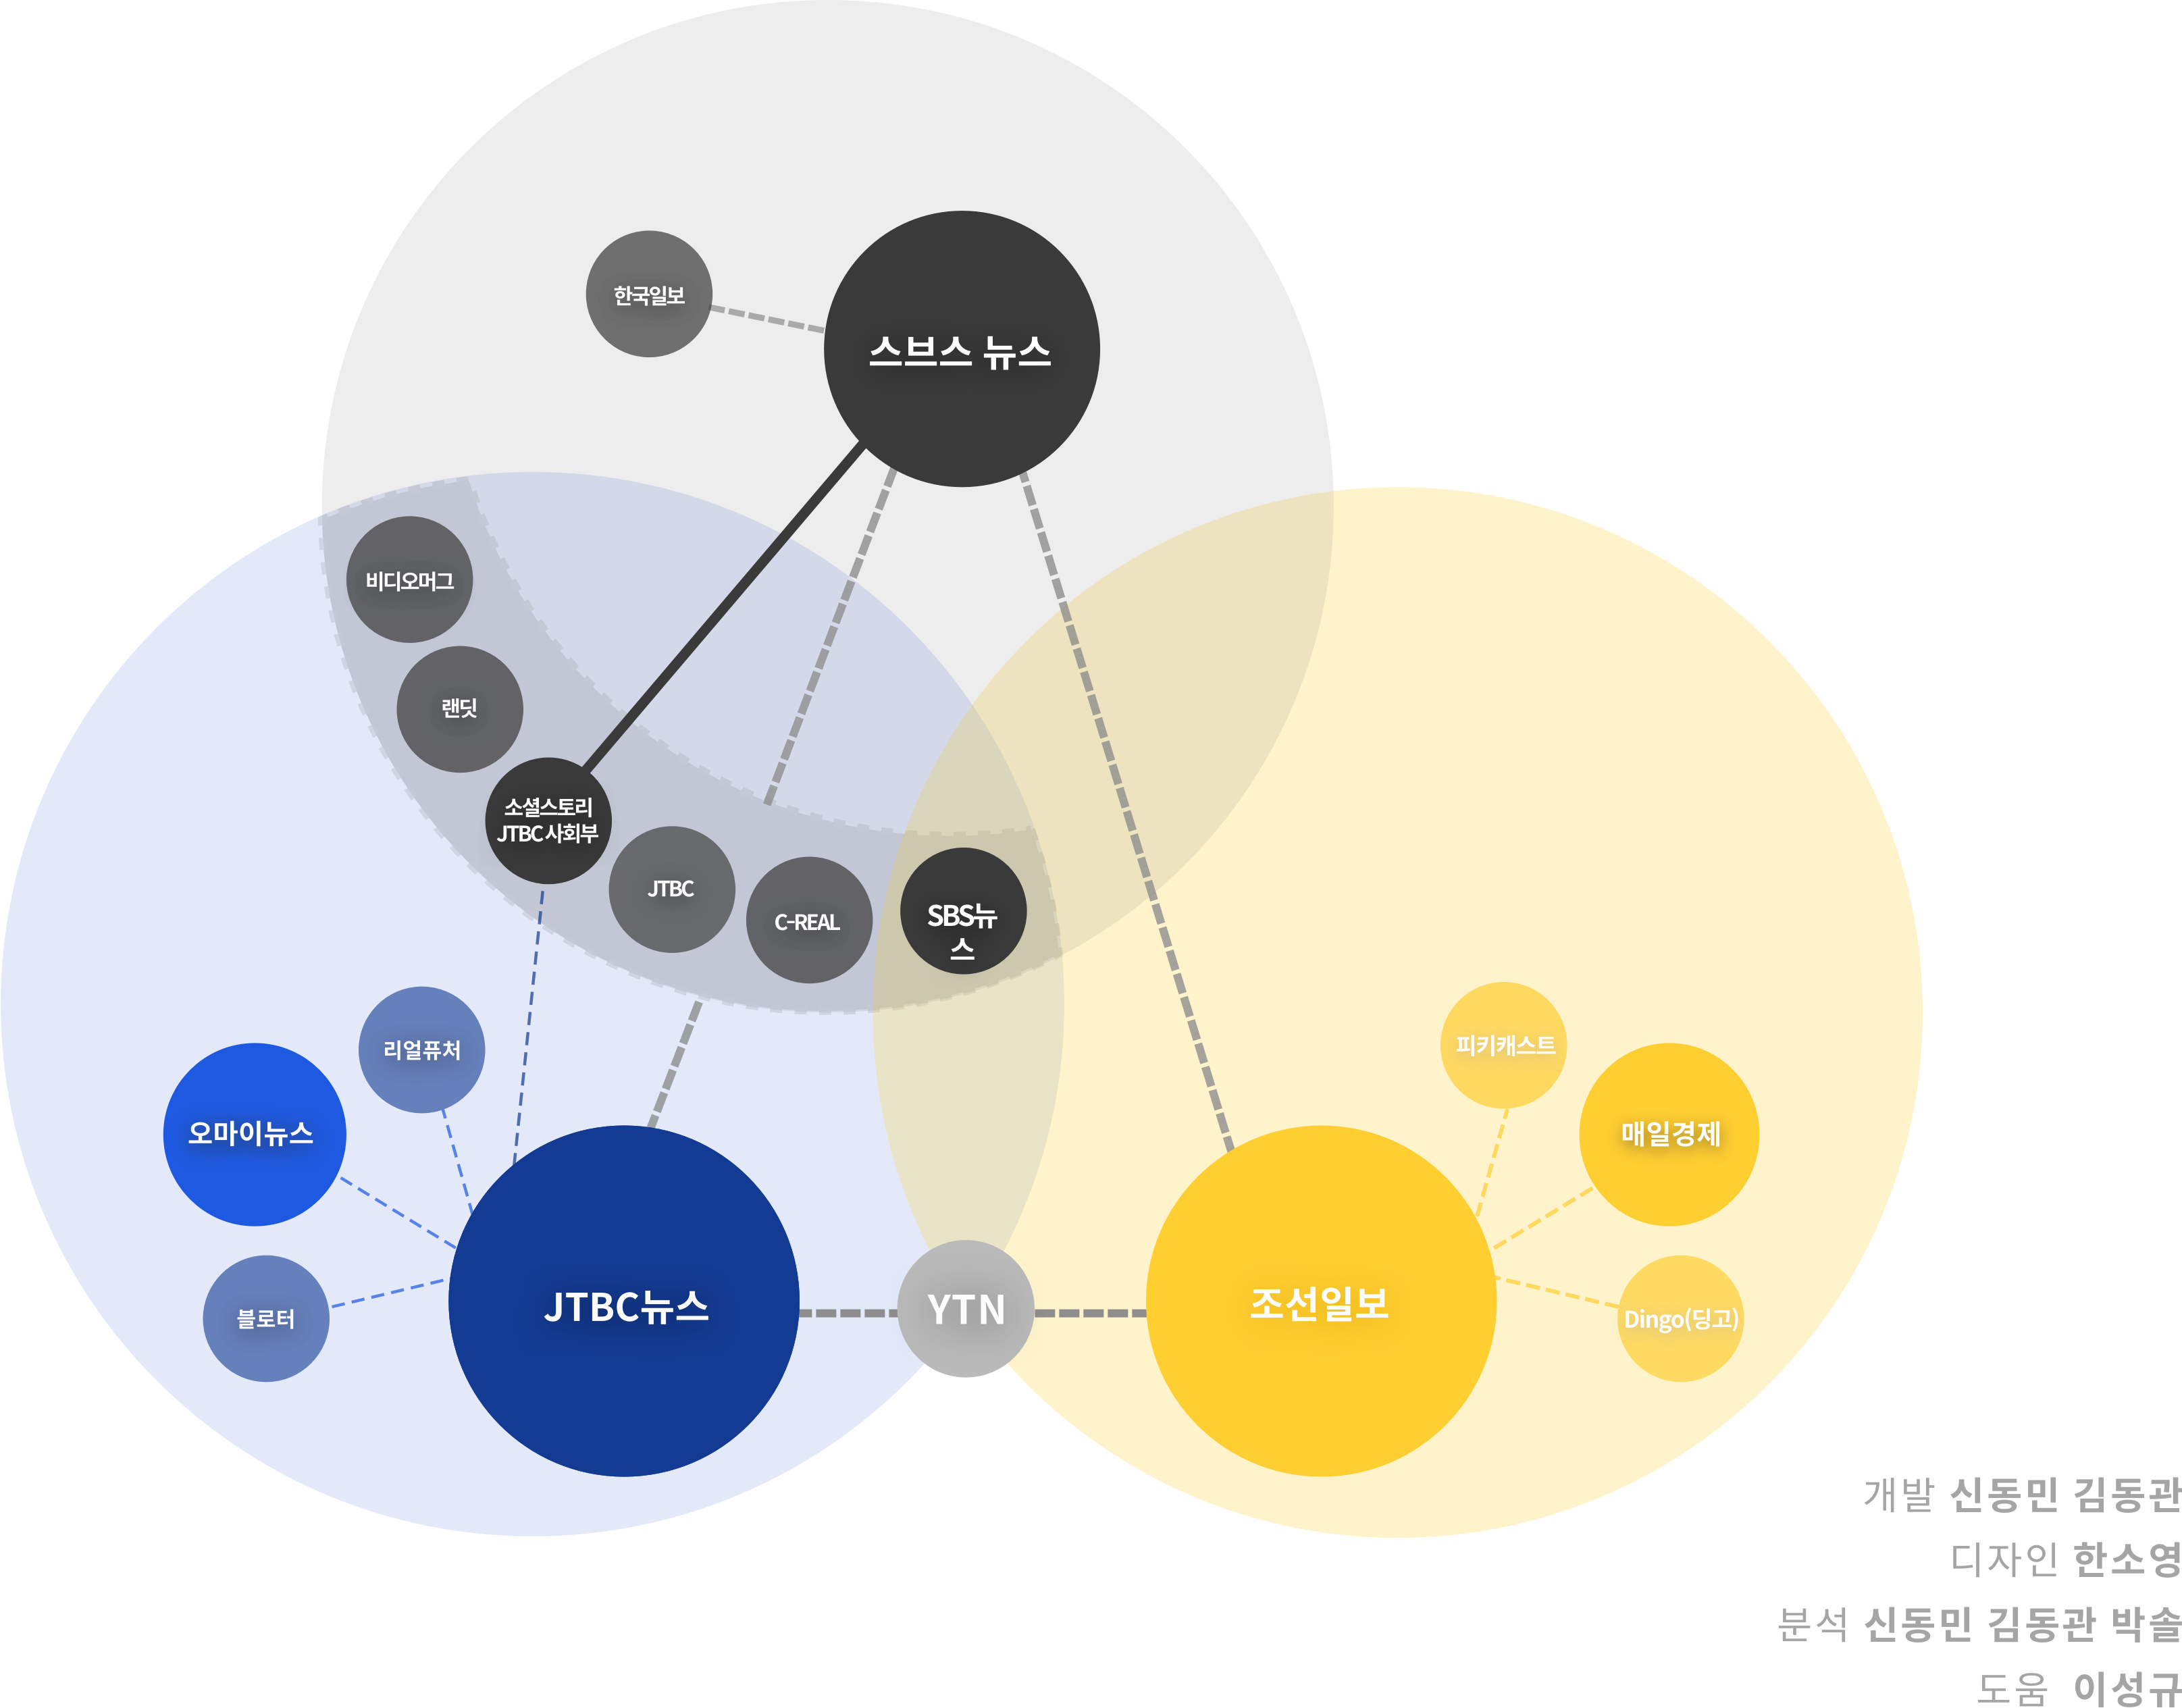 한국일보
스브스 뉴스
비디오머그
랜딧
소셜스토리
JTBC 사회부
JTBC
C-REAL
SBS뉴
스
리얼퓨처
오마이뉴스
블로터
JTBC뉴스
YTN
조선일보
피키캐스트
매일경제
Dingo(딩고)
개발 신동민 김동관
디자인 한소영
분석 신동민 김동관 박솔
도움 이성규